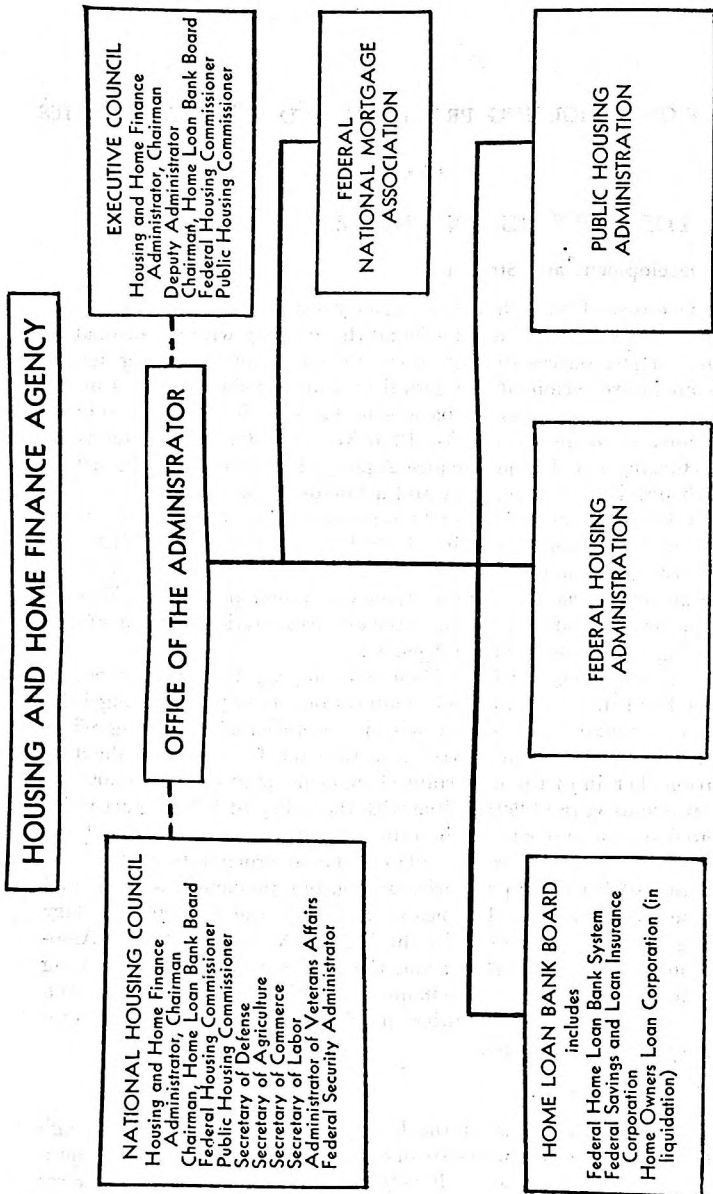 HOUSING AND HOME FINANCE AGENCY
OFFICE OF THE ADMINISTRATOR
NATIONAL HOUSING COUNCIL
Housing and Home Finance
Administrator, Chairman
Chairman, Home Loan Bank Board
Federal Housing Commissioner
Public Housing Commissioner
Secretary of Defense
Secretary of Agriculture
Secretary of Commerce
Secretary of Labor
Administrator of Veterans Affairs
Federal Security Administrator
EXECUTIVE COUNCIL
Housing and Home Finance
Administrator, Chairman
Deputy Administrator
Chairman, Home Loan Bank Board
Federal Housing Commissioner
Public Housing Commissioner
FEDERAL
NATIONAL MORTGAGE
ASSOCIATION
HOME LOAN BANK BOARD
includes
Federal Home Loan Bank System
Federal Savings and Loan Insurance
Corporation
Home Owners Loan Corporation (in
liquidation)
FEDERAL HOUSING
ADMINISTRATION
PUBLIC HOUSING
ADMINISTRATION